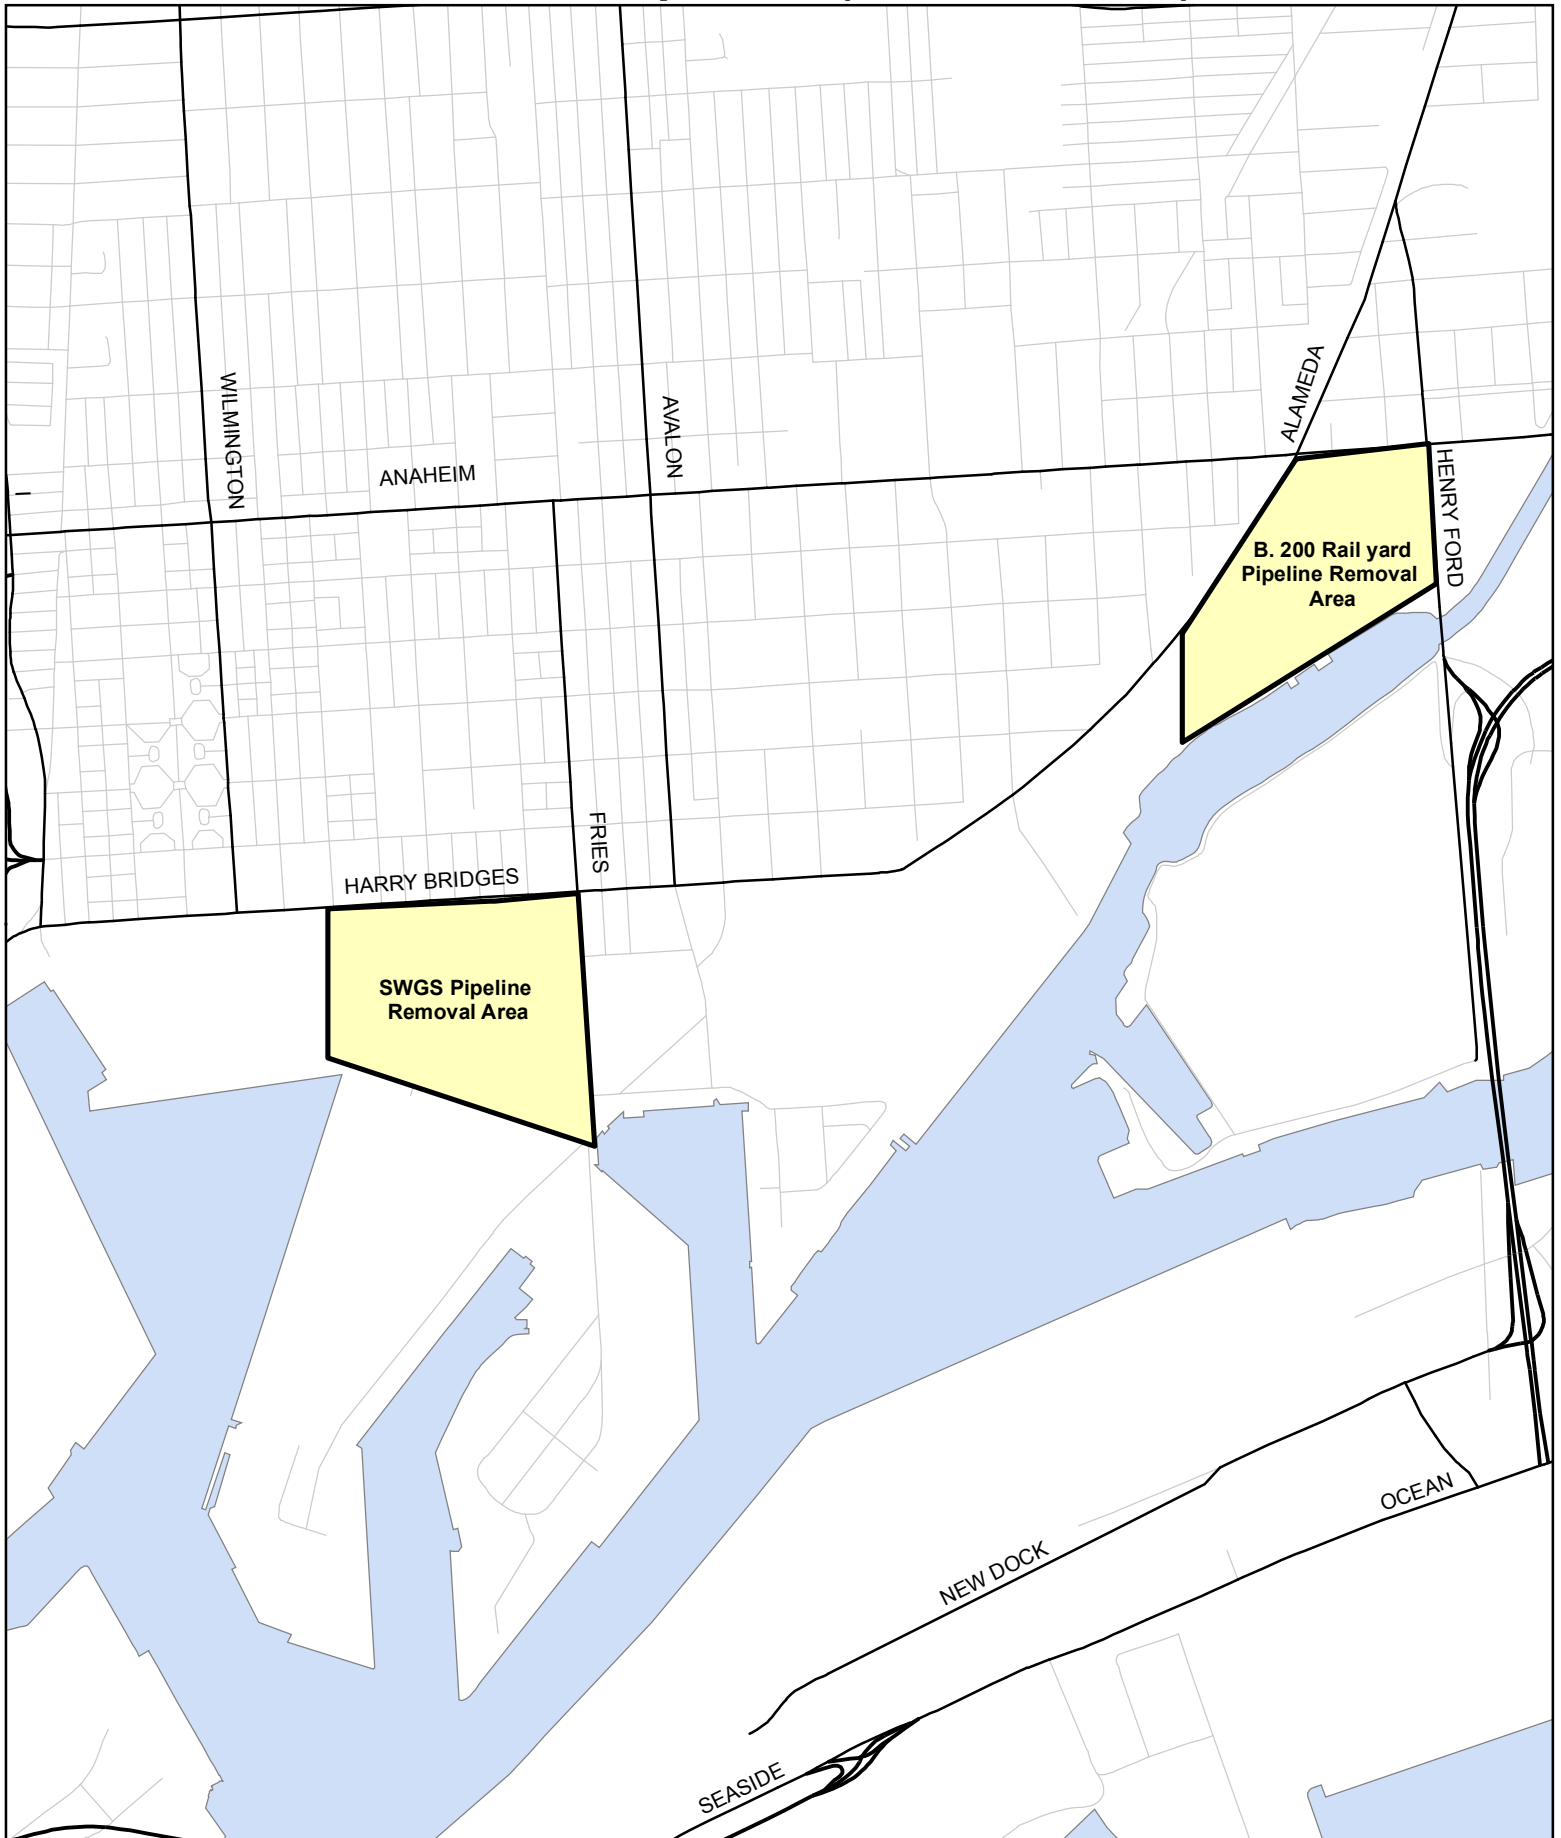 WILMINGTON
AVALON
ANAHEIM
ALAMEDA
HENRY FORD
B. 200 Rail yard
Pipeline Removal
Area
FRIES
HARRY BRIDGES
SWGS Pipeline
Removal Area
OCEAN
NEW DOCK
SEASIDE